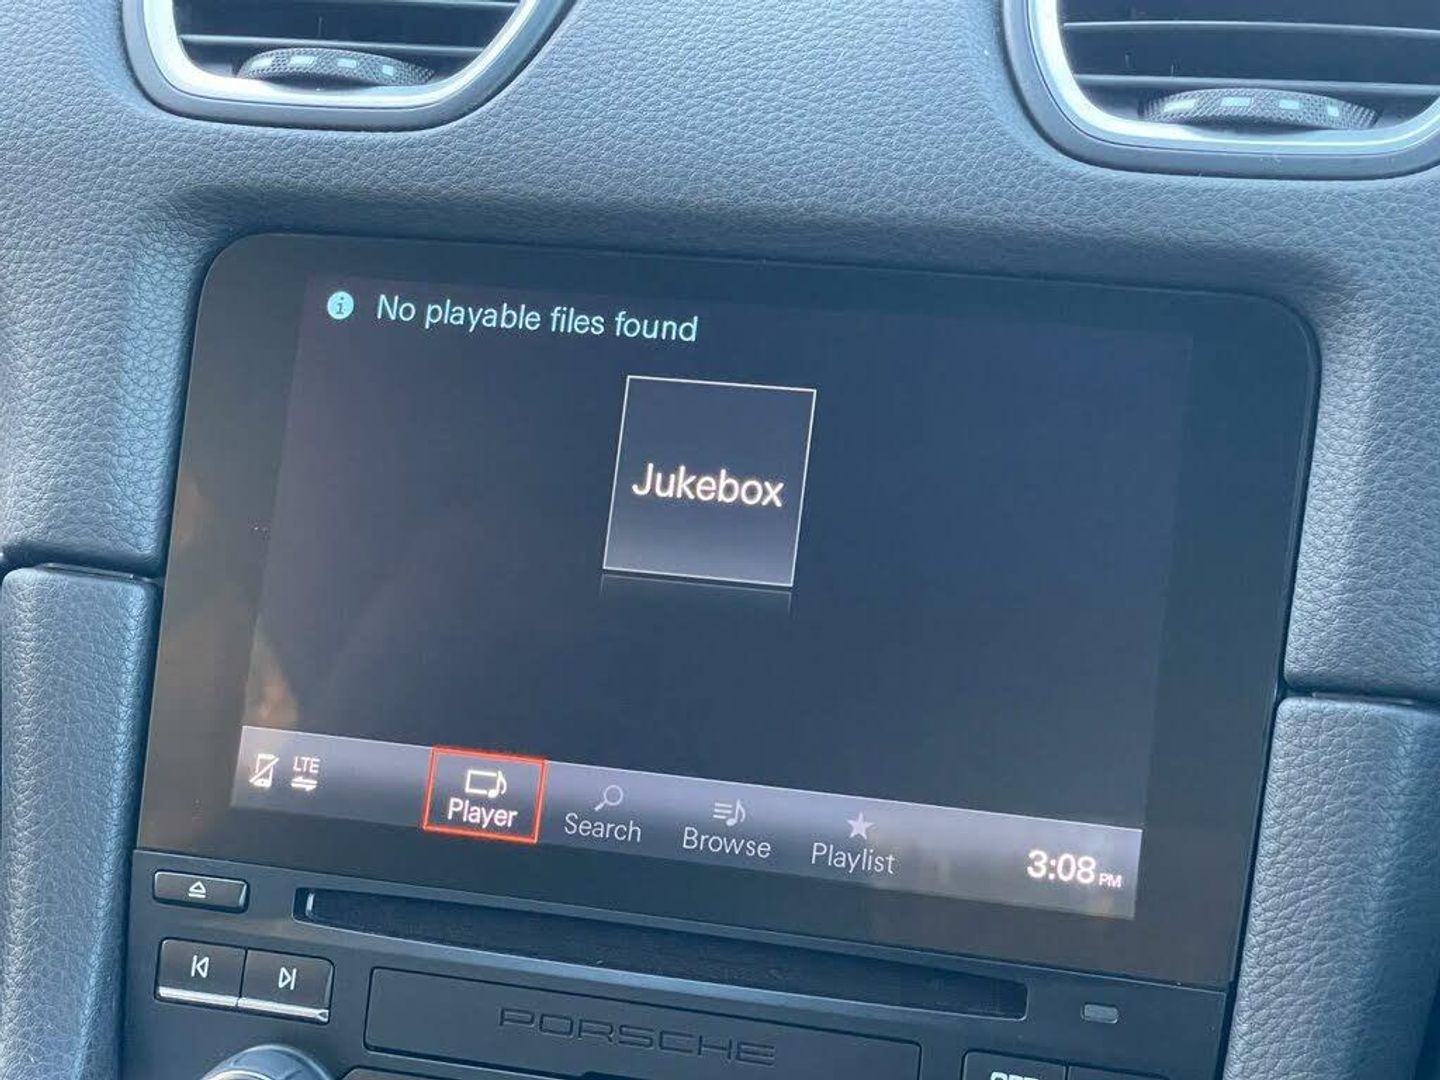 No playable files found
Jukebox
LTE
Player
Search
Browse
Playlist
3:08 PM
PORSCHE